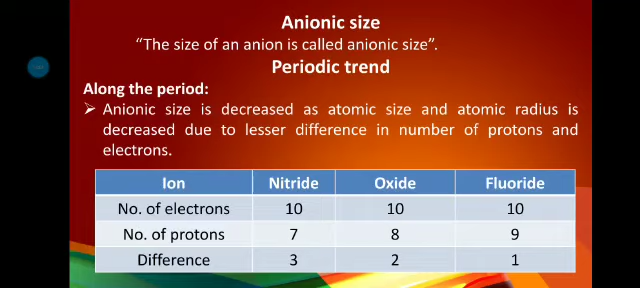 Anionic size
“The size of an anion is called anionic size”.
Periodic trend
Along the period:
➢ Anionic size is decreased as atomic size and atomic radius is
decreased due to lesser difference in number of protons and
electrons.
Ion Nitride Oxide Fluoride
No. of electrons 10 10 10
No. of protons 7 8 9
Difference 3 2 1